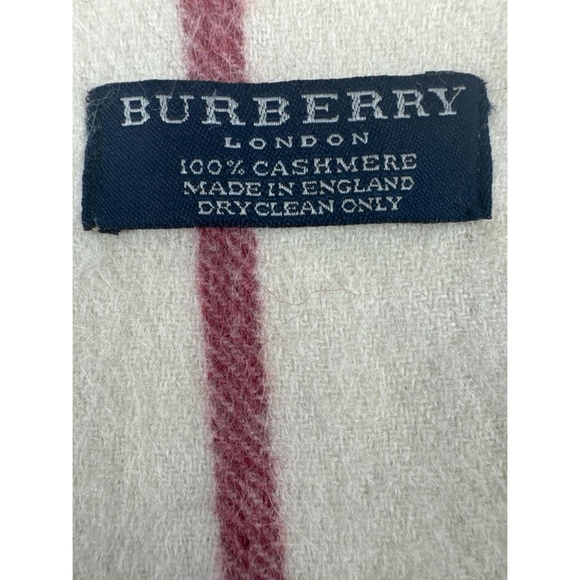 BURBERRY
LONDON
100% CASHMERE
MADE IN ENGLAND
DRY CLEAN ONLY